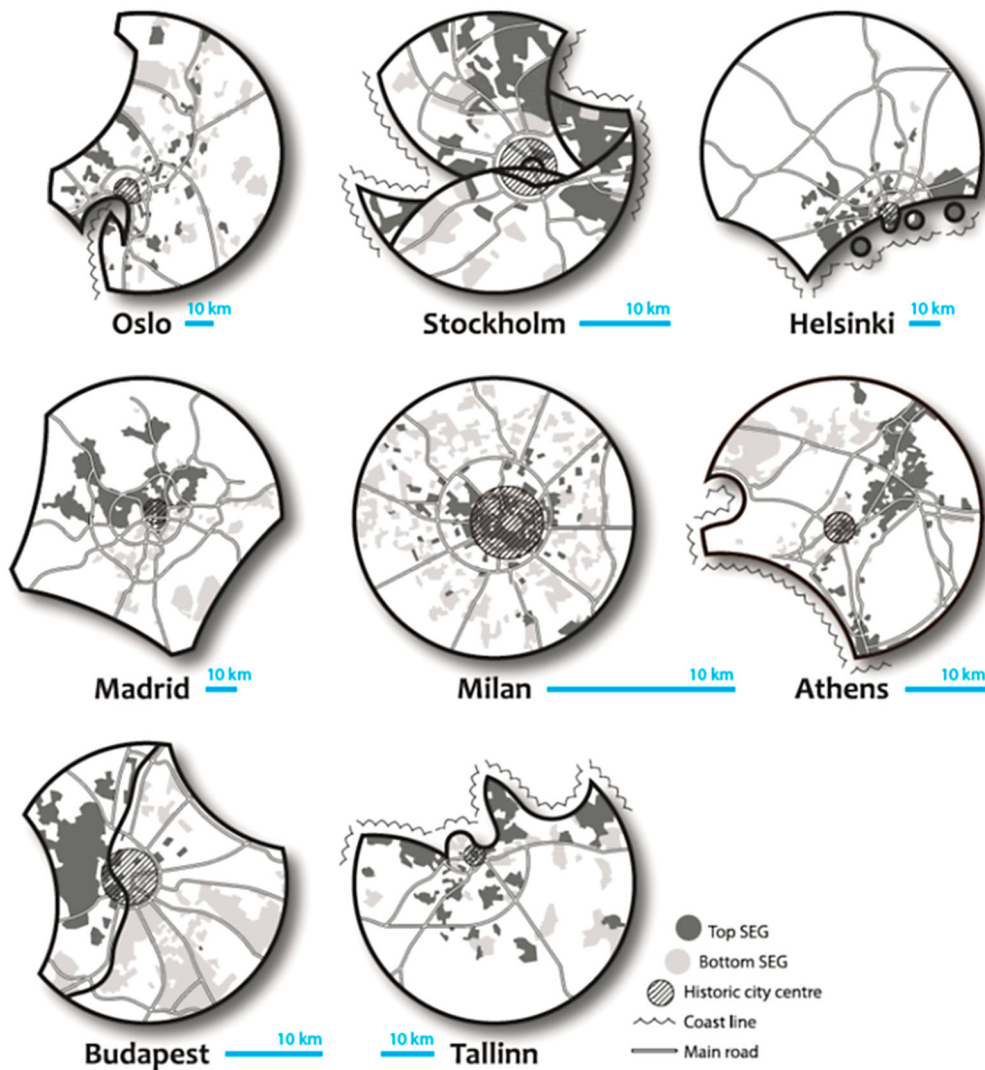 10 km
Oslo
10 km
Stockholm
10 km
Helsinki
10 km
Madrid
10 km
Milan
10 km
Athens
Top SEG
Bottom SEG
Historic city centre
Coast line
Main road
10 km
Budapest
10 km
Tallinn